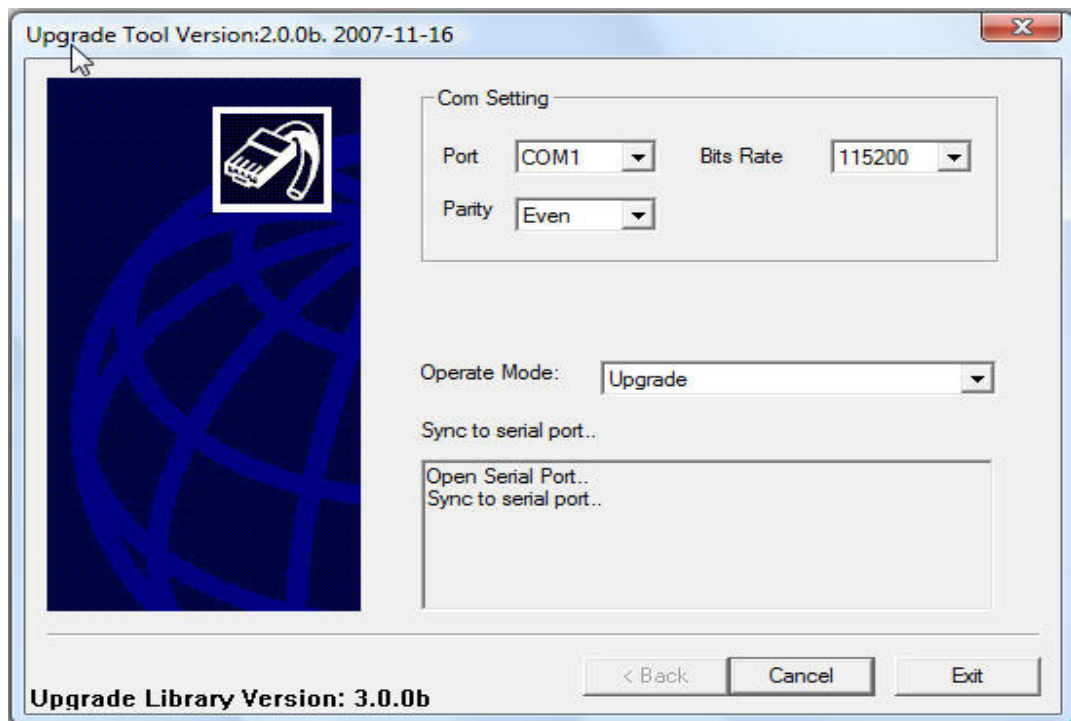 Upgrade Tool Version:2.0.0b. 2007-11-16
Com Setting
Port COM1 Bits Rate 115200
Parity Even
Operate Mode: Upgrade
Sync to serial port..
Open Serial Port..
Sync to serial port..
< Back Cancel Exit
Upgrade Library Version: 3.0.0b